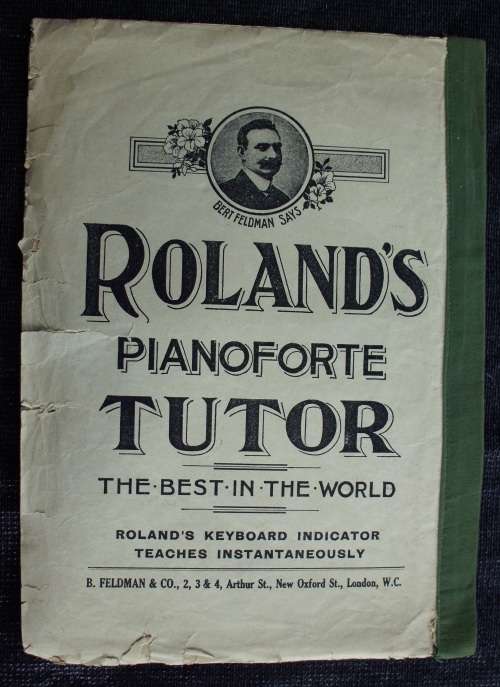 BERT FELDMAN SAYS
ROLAND'S
PIANOFORTE
TUTOR
THE·BEST·IN·THE·WORLD
ROLAND'S KEYBOARD INDICATOR
TEACHES INSTANTANEOUSLY
B. FELDMAN & CO., 2, 3 & 4, Arthur St., New Oxford St., London, W.C.